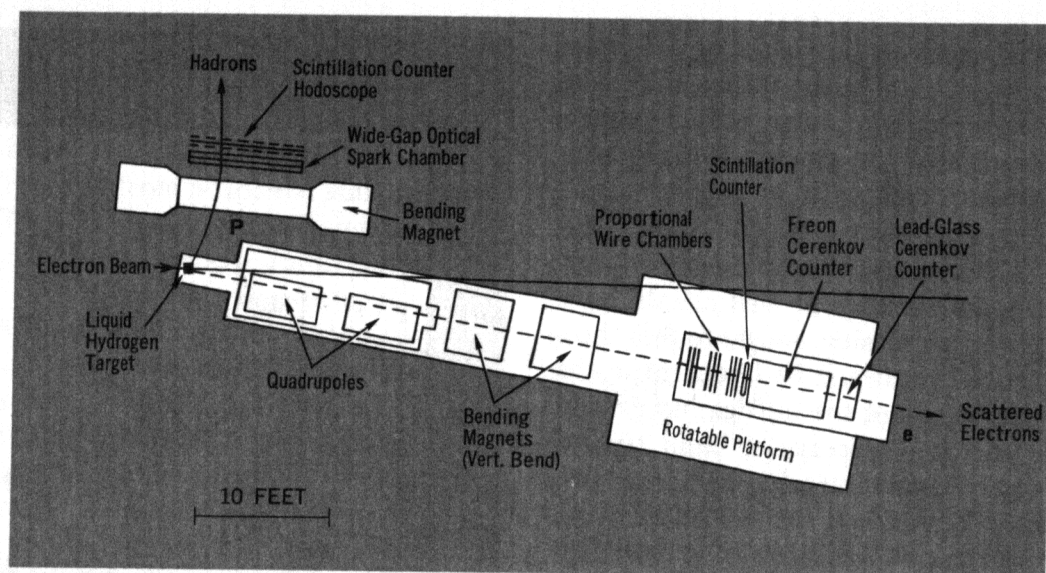 Hadrons
Scintillation Counter
Hodoscope
Wide-Gap Optical
Spark Chamber
Bending
Magnet
P
Electron Beam
Liquid
Hydrogen
Target
Quadrupoles
Bending
Magnets
(Vert. Bend)
Scintillation
Counter
Proportional
Wire Chambers
Freon
Cerenkov
Counter
Lead-Glass
Cerenkov
Counter
Rotatable Platform
e
Scattered
Electrons
10 FEET